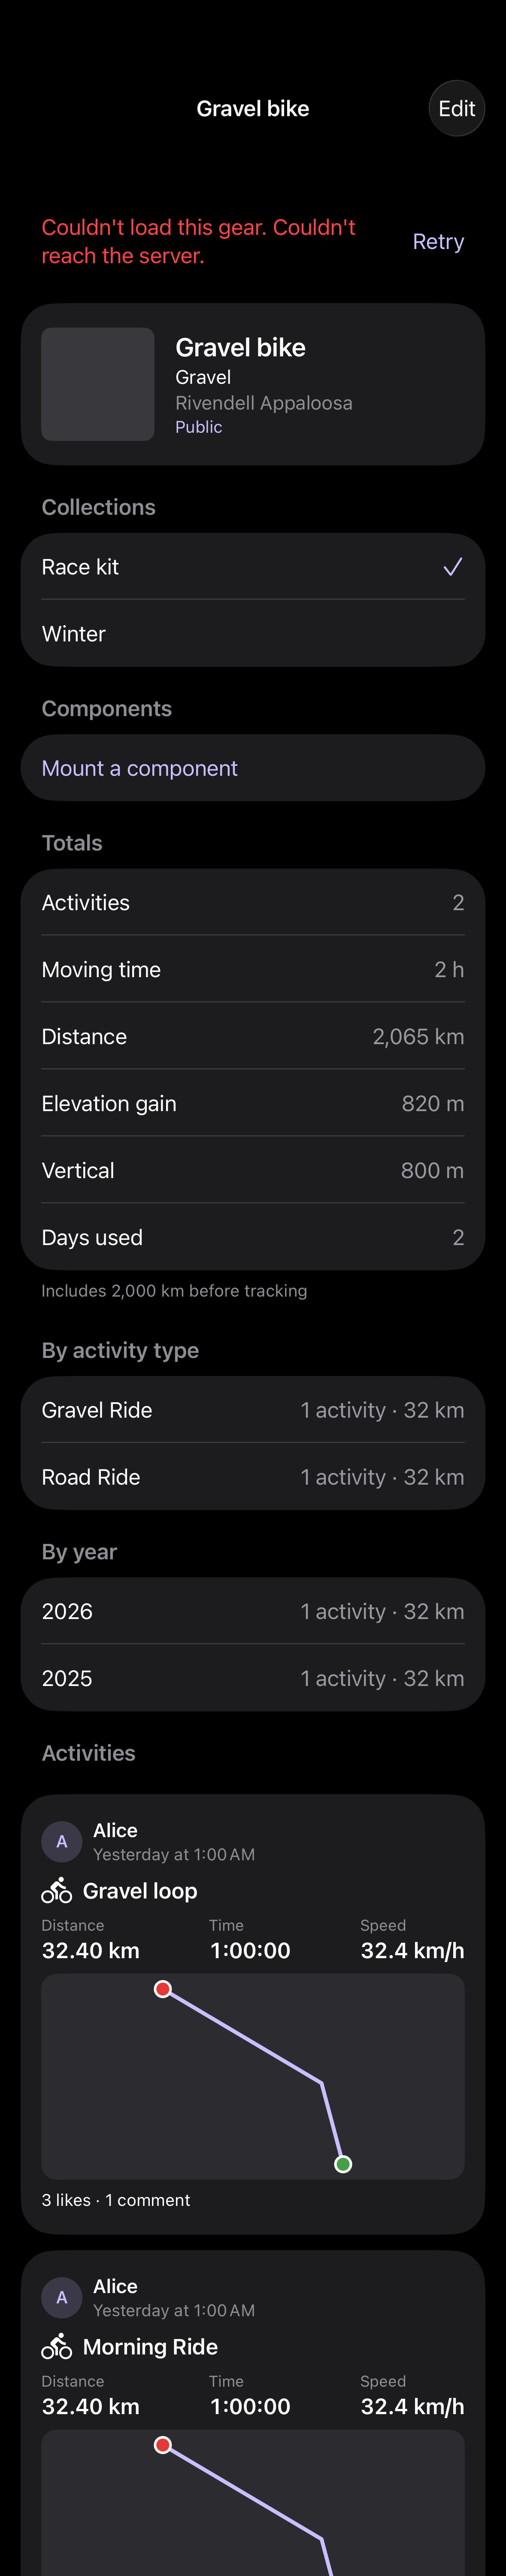 Gravel bike
Edit
Couldn't load this gear. Couldn't
reach the server.
Retry
Gravel bike
Gravel
Rivendell Appaloosa
Public
Collections
Race kit
Winter
Components
Mount a component
Totals
Activities 2
Moving time 2 h
Distance 2,065 km
Elevation gain 820 m
Vertical 800 m
Days used 2
Includes 2,000 km before tracking
By activity type
Gravel Ride 1 activity · 32 km
Road Ride 1 activity · 32 km
By year
2026 1 activity · 32 km
2025 1 activity · 32 km
Activities
A
Alice
Yesterday at 1:00 AM
Gravel loop
Distance Time Speed
32.40 km 1:00:00 32.4 km/h
3 likes · 1 comment
A
Alice
Yesterday at 1:00 AM
Morning Ride
Distance Time Speed
32.40 km 1:00:00 32.4 km/h